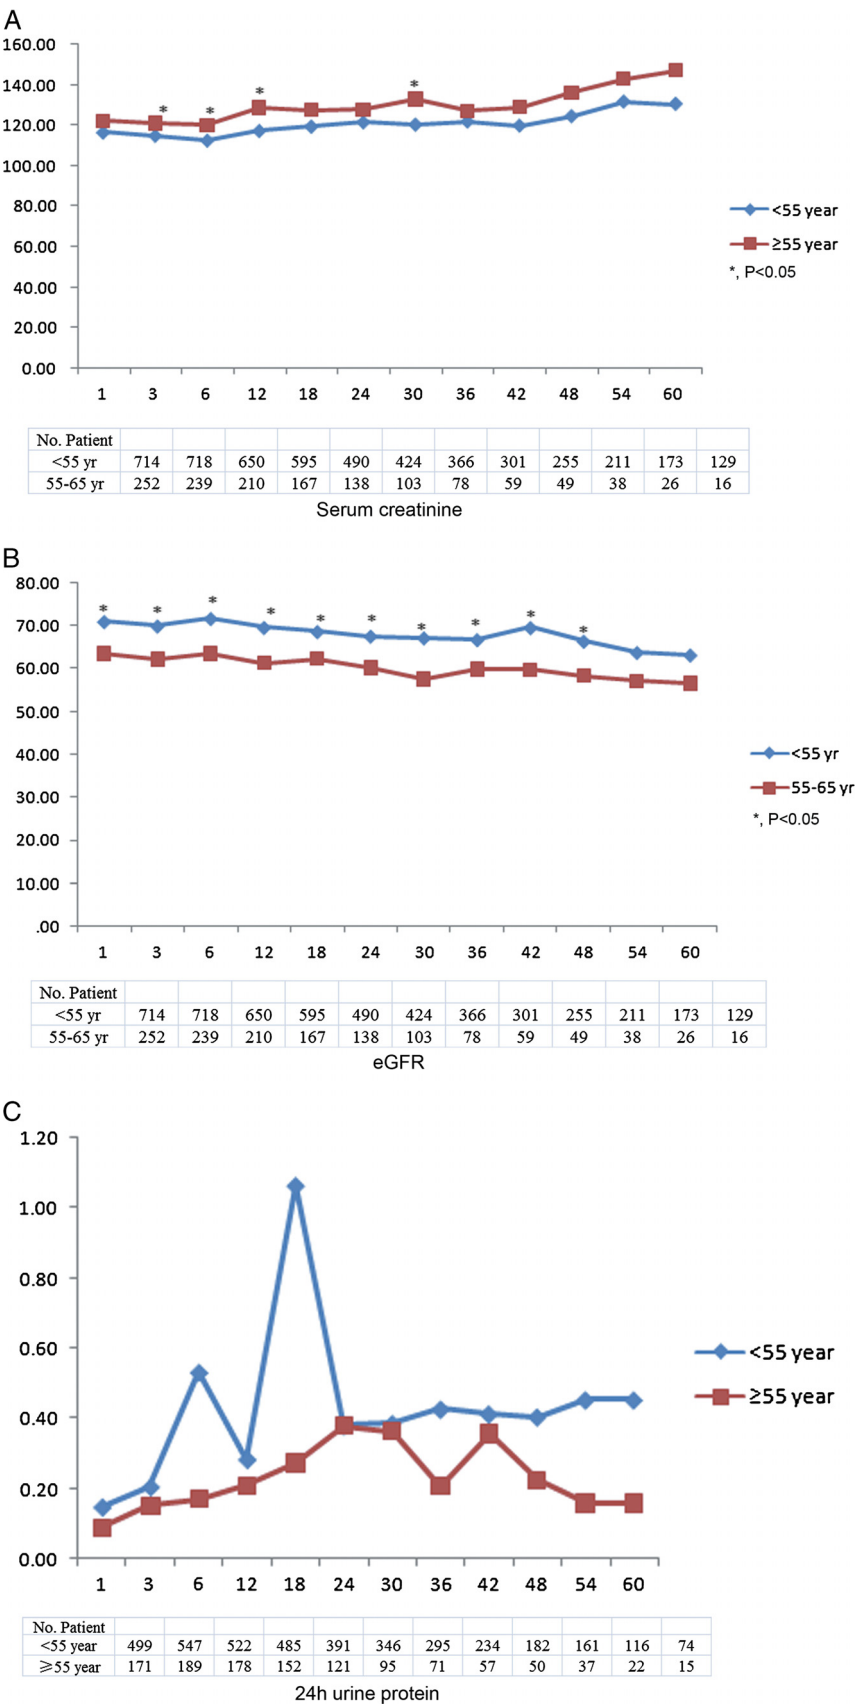 A
160.00
140.00
120.00
100.00
80.00
60.00
40.00
20.00
0.00
* * * *
<55 year
≥55 year
*, P<0.05
1 3 6 12 18 24 30 36 42 48 54 60
No. Patient
<55 yr 714 718 650 595 490 424 366 301 255 211 173 129
55-65 yr 252 239 210 167 138 103 78 59 49 38 26 16
Serum creatinine
B
80.00
70.00
60.00
50.00
40.00
30.00
20.00
10.00
.00
* * * * * * * * * *
<55 yr
55-65 yr
*, P<0.05
1 3 6 12 18 24 30 36 42 48 54 60
No. Patient
<55 yr 714 718 650 595 490 424 366 301 255 211 173 129
55-65 yr 252 239 210 167 138 103 78 59 49 38 26 16
eGFR
C
1.20
1.00
0.80
0.60
0.40
0.20
0.00
<55 year
≥55 year
1 3 6 12 18 24 30 36 42 48 54 60
No. Patient
<55 year 499 547 522 485 391 346 295 234 182 161 116 74
⩾55 year 171 189 178 152 121 95 71 57 50 37 22 15
24h urine protein